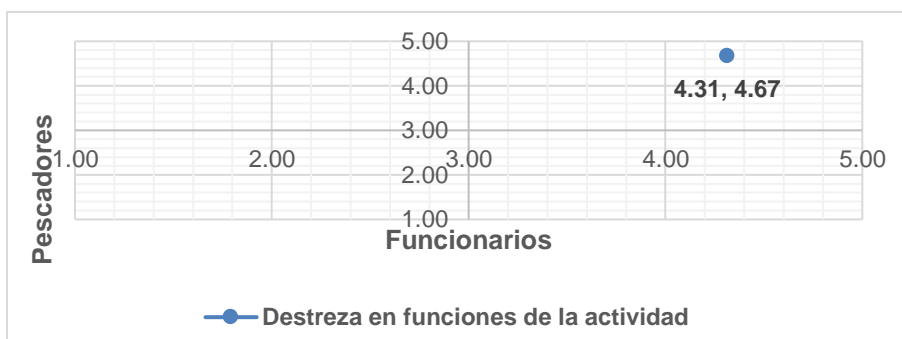 5.00
4.31, 4.67
4.00
3.00
1.00 2.00 3.00 4.00 5.00
2.00
1.00
Pescadores
Funcionarios
Destreza en funciones de la actividad